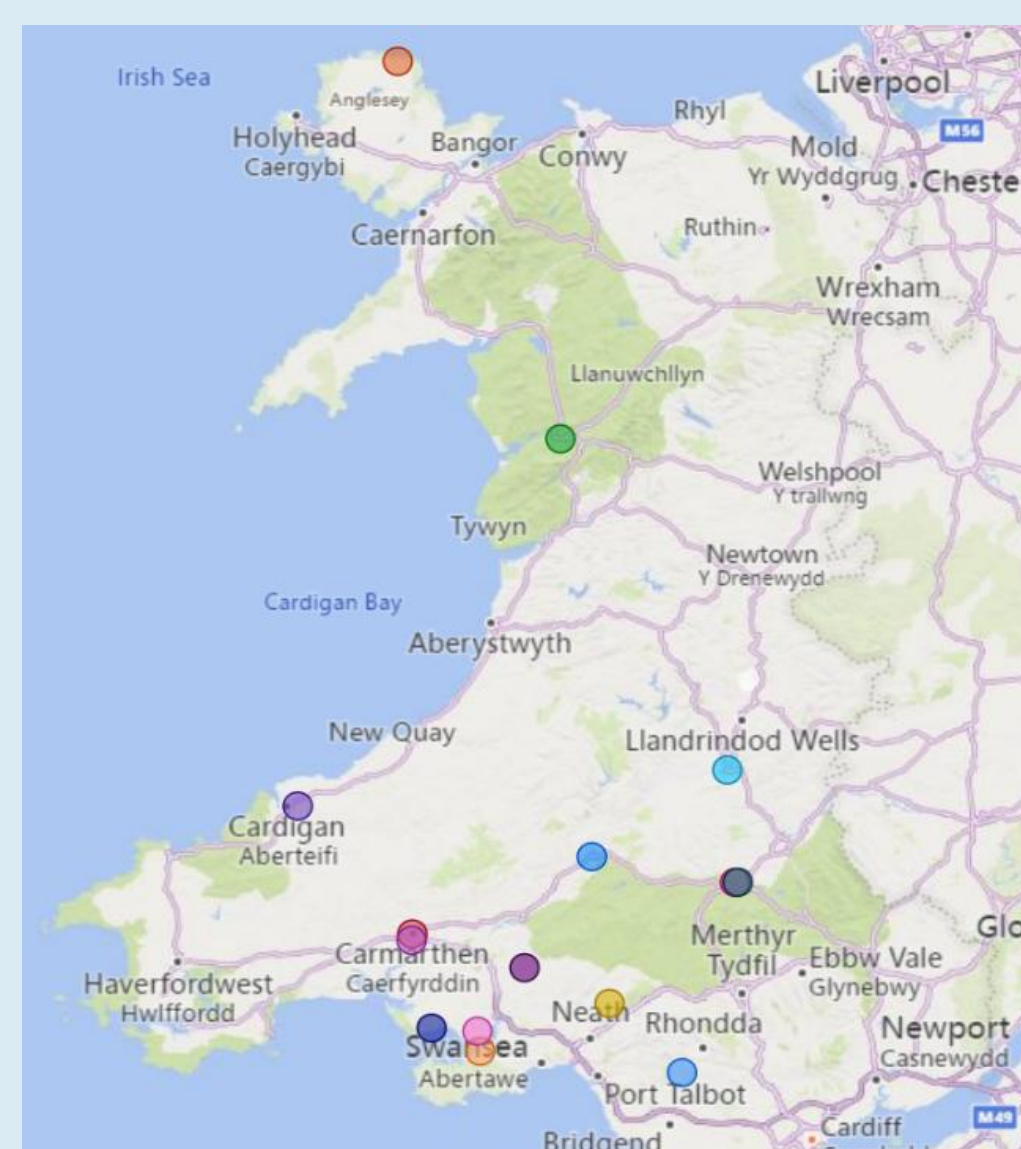 Irish Sea
Anglesey
Holyhead
Caergybi
Bangor
Conwy
Rhyl
Liverpool
M56
Mold
Yr Wyddgrug
Cheste
Caernarfon
Ruthin
Wrexham
Wrecsam
Llanuwchllyn
Welshpool
Y trallwng
Tywyn
Newtown
Y Drenewydd
Cardigan Bay
Aberystwyth
New Quay
Llandrindod Wells
Cardigan
Aberteifi
Carmarthen
Caerfyrddin
Merthyr
Tydfil
Ebbw Vale
Glynebwy
Glo
Haverfordwest
Hwlffordd
Neath
Rhondda
Newport
Casnewydd
Swansea
Abertawe
Port Talbot
M49
Cardiff
Bridgend